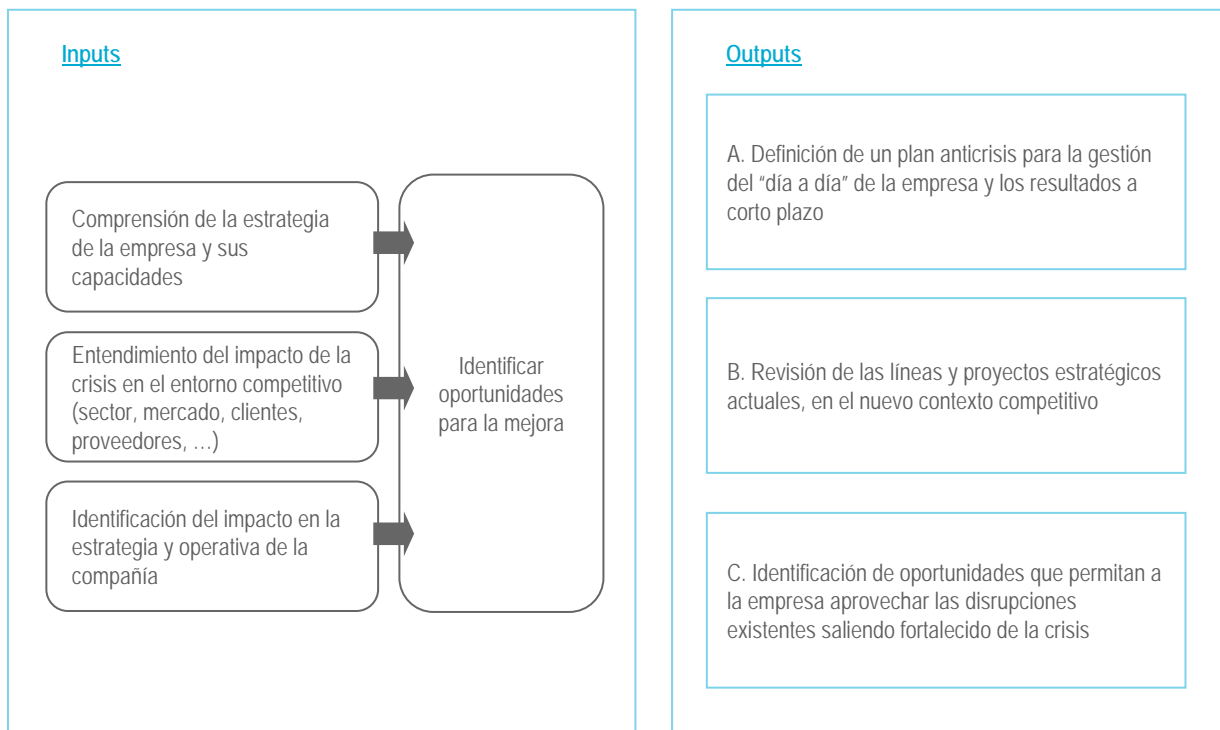 Inputs
Comprensión de la estrategia
de la empresa y sus
capacidades
Entendimiento del impacto de la
crisis en el entorno competitivo
(sector, mercado, clientes,
proveedores, …)
Identificación del impacto en la
estrategia y operativa de la
compañía
Identificar
oportunidades
para la mejora
Outputs
A. Definición de un plan anticrisis para la gestión
del “día a día” de la empresa y los resultados a
corto plazo
B. Revisión de las líneas y proyectos estratégicos
actuales, en el nuevo contexto competitivo
C. Identificación de oportunidades que permitan a
la empresa aprovechar las disrupciones
existentes saliendo fortalecido de la crisis